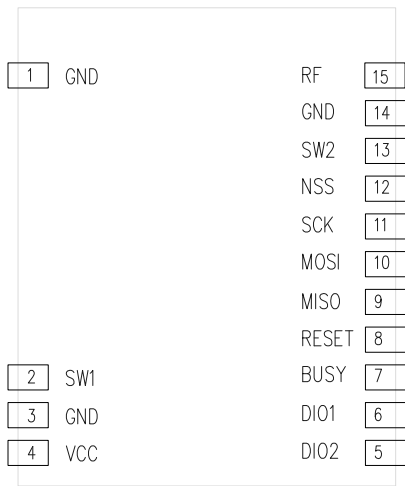 1 GND RF 15
GND 14
SW2 13
NSS 12
SCK 11
MOSI 10
MISO 9
RESET 8
2 SW1 BUSY 7
3 GND DIO1 6
4 VCC DIO2 5